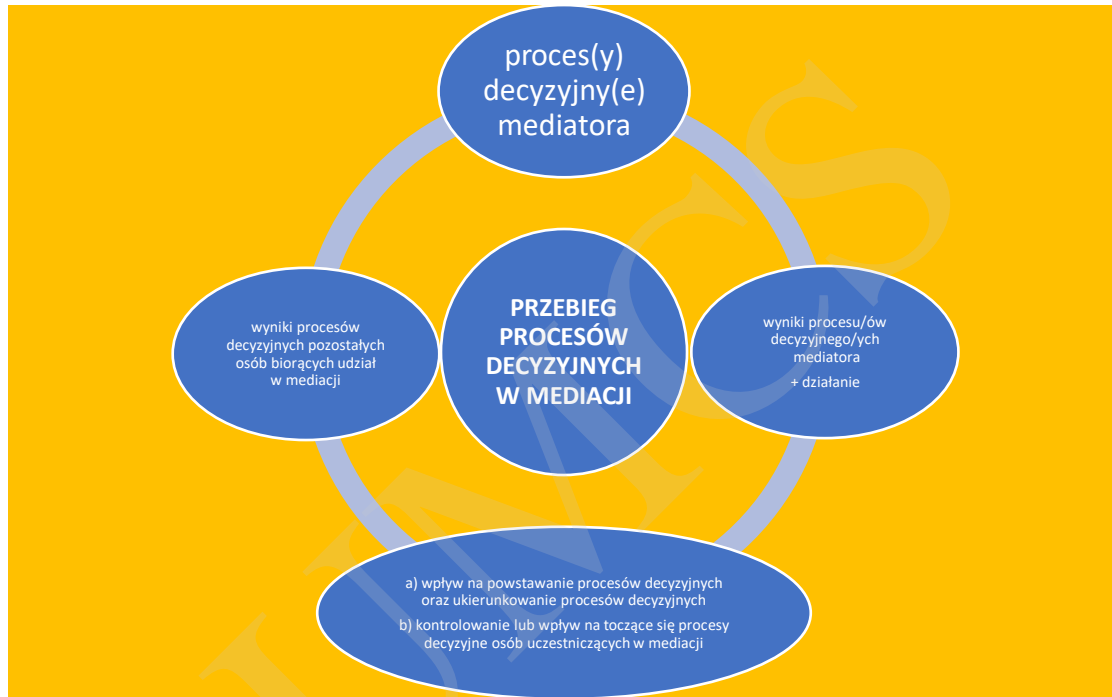 proces(y)
decyzyjny(e)
mediatora
wyniki procesów
decyzyjnych pozostałych
osób biorących udział
w mediacji
PRZEBIEG
PROCESÓW
DECYZYJNYCH
W MEDIACJI
wyniki procesu/ów
decyzyjnego/ych
mediatora
+ działanie
a) wpływ na powstawanie procesów decyzyjnych
oraz ukierunkowanie procesów decyzyjnych
b) kontrolowanie lub wpływ na toczące się procesy
decyzyjne osób uczestniczących w mediacji
UMCS